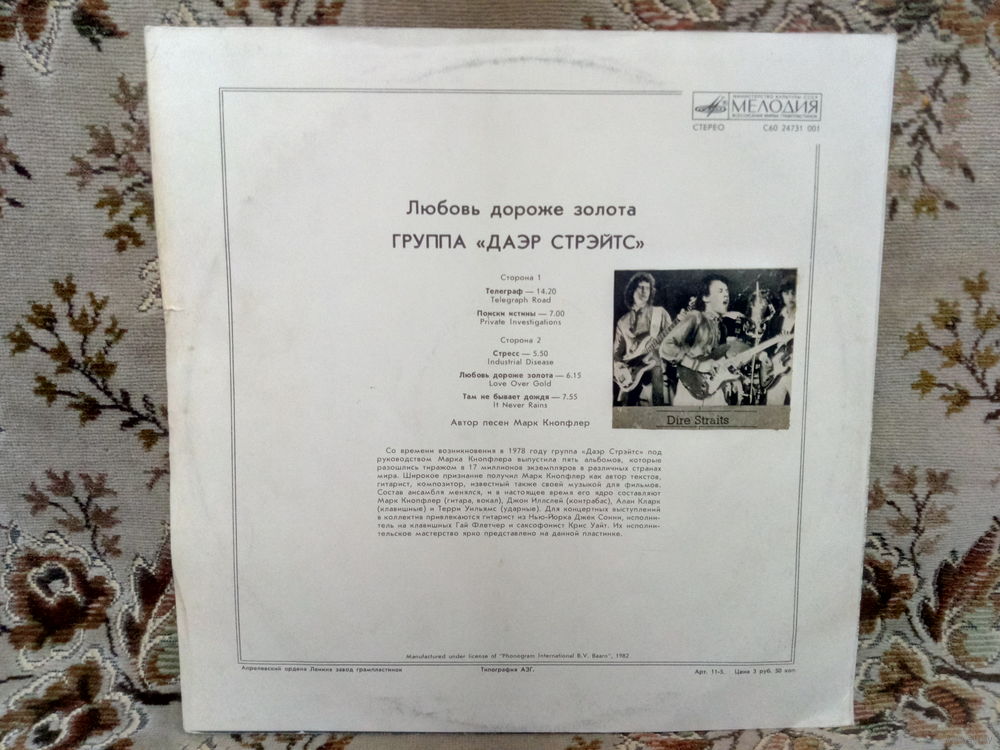 МИНИСТЕРСТВО КУЛЬТУРЫ СССР
МЕЛОДИЯ
ВСЕСОЮЗНАЯ ФИРМА ГРАМПЛАСТИНОК
СТЕРЕО С60 24731 001
Любовь дороже золота
ГРУППА «ДАЭР СТРЭЙТС»
Сторона 1
Телеграф — 14.20
Telegraph Road
Поиски истины — 7.00
Private Investigations
Сторона 2
Стресс — 5.50
Industrial Disease
Любовь дороже золота — 6.15
Love Over Gold
Там не бывает дождя — 7.55
It Never Rains
Автор песен Марк Кнопфлер
Dire Straits
Со времени возникновения в 1978 году группа «Даэр Стрэйтс» под
руководством Марка Кнопфлера выпустила пять альбомов, которые
разошлись тиражом в 17 миллионов экземпляров в различных странах
мира. Широкое признание получил Марк Кнопфлер как автор текстов,
гитарист, композитор, известный также своей музыкой для фильмов.
Состав ансамбля менялся, и в настоящее время его ядро составляют
Марк Кнопфлер (гитара, вокал), Джон Иллслей (контрабас), Алан Кларк
(клавишные) и Терри Уильямс (ударные). Для концертных выступлений
в коллектив привлекаются гитарист из Нью-Йорка Джек Сонни, исполни-
тель на клавишных Гай Флетчер и саксофонист Крис Уайт. Их исполни-
тельское мастерство ярко представлено на данной пластинке.
Manufactured under license of "Phonogram International B.V. Baarn", 1982
Апрелевский ордена Ленина завод грампластинок Типография АЗГ. Арт. 11-5. Цена 3 руб. 50 коп